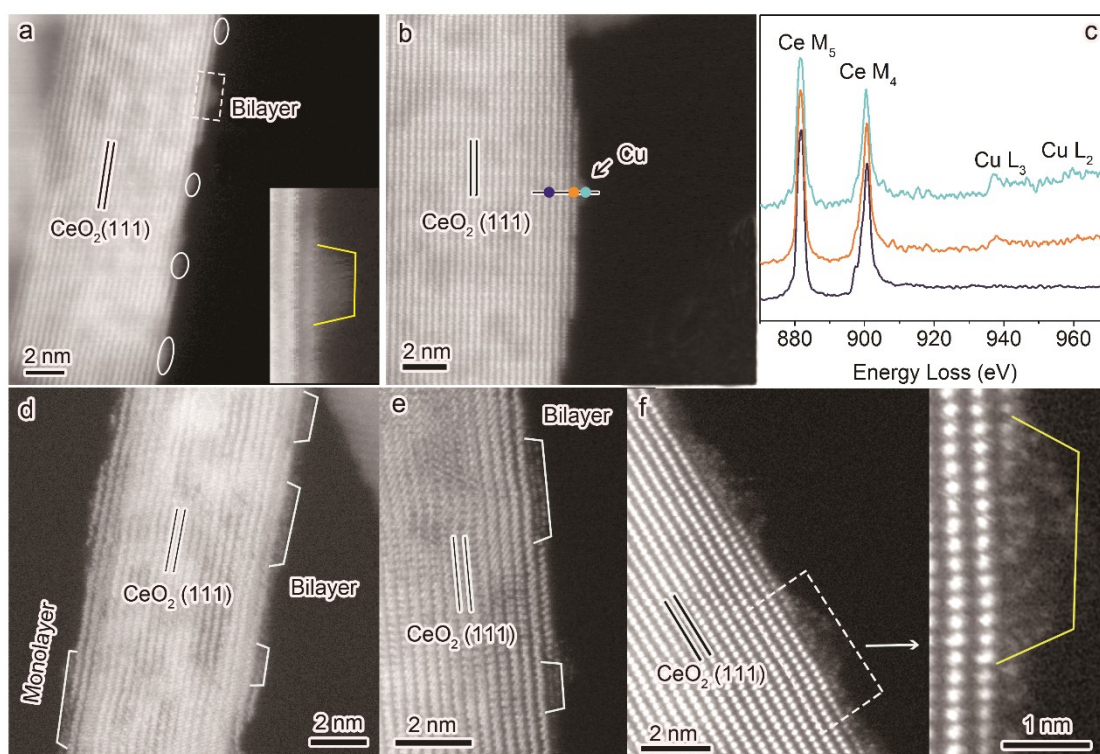 a
Bilayer
CeO₂(111)
2 nm
b
Cu
CeO₂ (111)
2 nm
c
Ce M₅
Ce M₄
Cu L₃
Cu L₂
880 900 920 940 960
Energy Loss (eV)
d
CeO₂ (111)
Bilayer
Monolayer
2 nm
e
Bilayer
CeO₂ (111)
2 nm
f
CeO₂ (111)
2 nm
1 nm